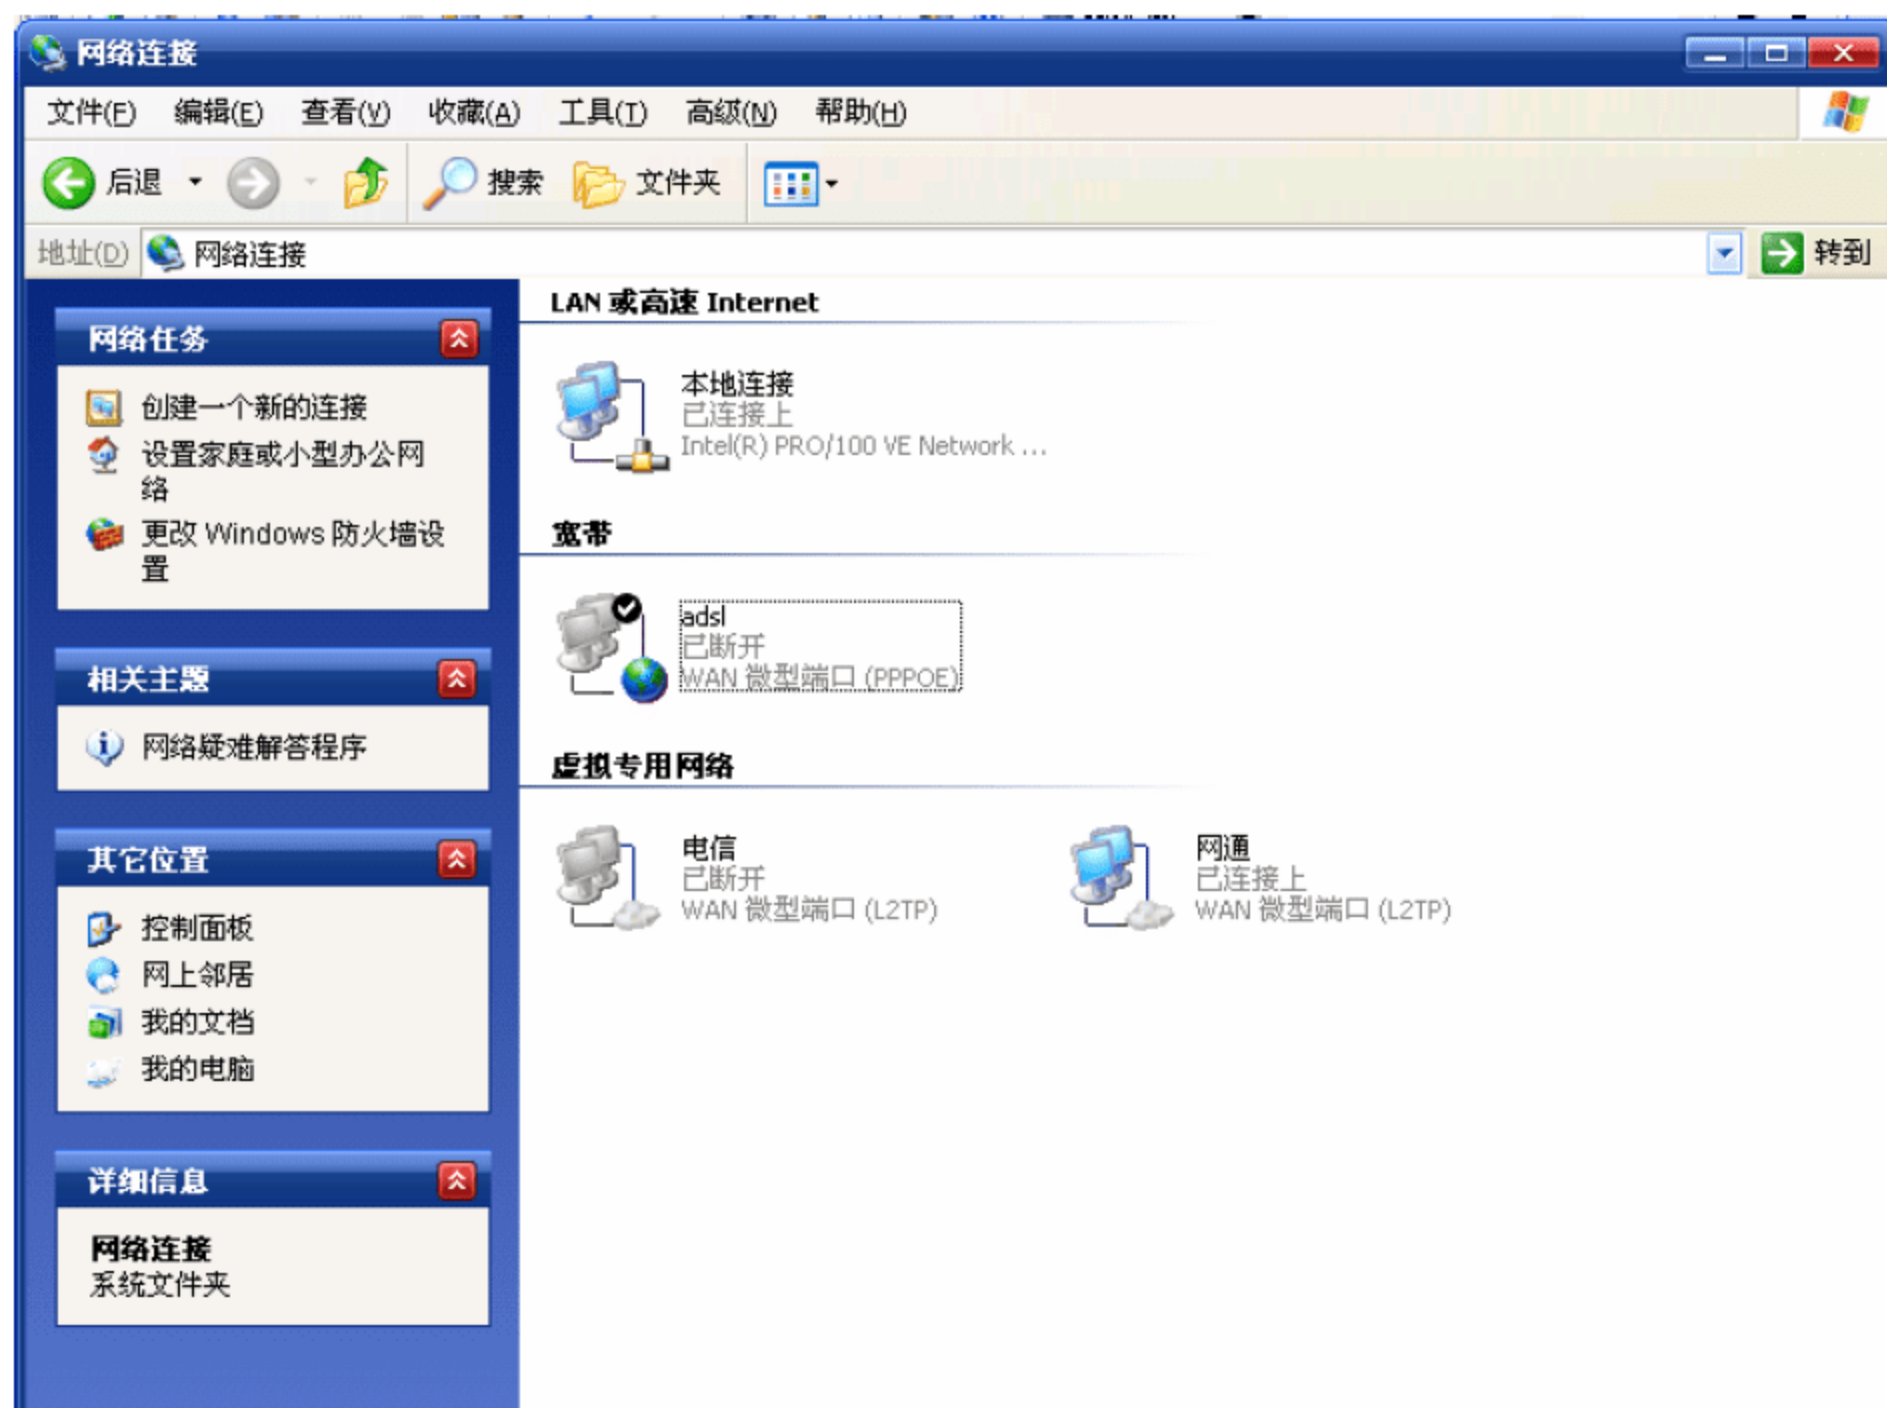 网络连接
文件(F) 编辑(E) 查看(V) 收藏(A) 工具(T) 高级(N) 帮助(H)
后退 搜索 文件夹
地址(D) 网络连接 转到
网络任务
创建一个新的连接
设置家庭或小型办公网
络
更改 Windows 防火墙设
置
相关主题
网络疑难解答程序
其它位置
控制面板
网上邻居
我的文档
我的电脑
详细信息
网络连接
系统文件夹
LAN 或高速 Internet
本地连接
已连接上
Intel(R) PRO/100 VE Network ...
宽带
adsl
已断开
WAN 微型端口 (PPPOE)
虚拟专用网络
电信
已断开
WAN 微型端口 (L2TP)
网通
已连接上
WAN 微型端口 (L2TP)